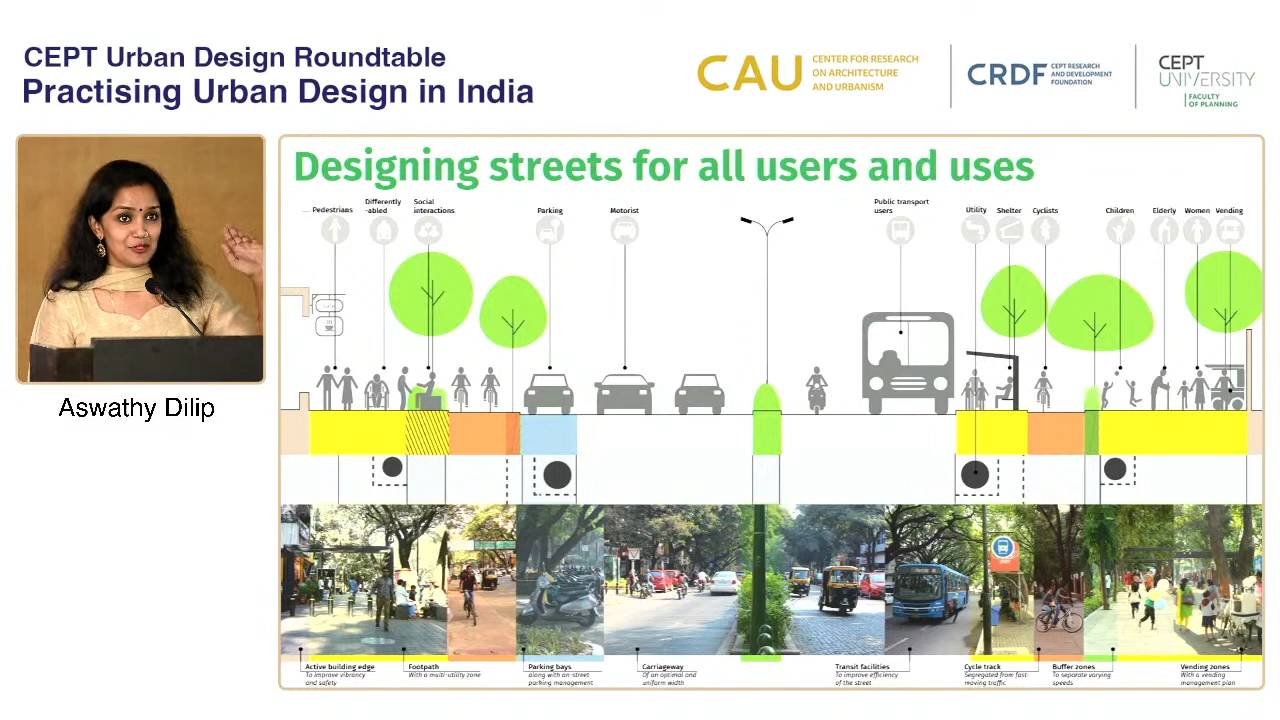 CEPT Urban Design Roundtable
Practising Urban Design in India
CAU
CENTER FOR RESEARCH
ON ARCHITECTURE
AND URBANISM
CRDF
CEPT RESEARCH
AND DEVELOPMENT
FOUNDATION
CEPT
UNIVERSITY
FACULTY
OF PLANNING
Aswathy Dilip
Designing streets for all users and uses
Pedestrians
Differently
-abled
Social
interactions
Parking
Motorist
Public transport
users
Utility
Shelter
Cyclists
Children
Elderly
Women
Vending
Active building edge
To improve vibrancy
and safety
Footpath
With a multi-utility zone
Parking bays
along with on-street
parking management
Carriageway
Of an optimal and
uniform width
Transit facilities
To improve efficiency
of the street
Cycle track
Segregated from fast-
moving traffic
Buffer zones
To separate varying
speeds
Vending zones
With a vending
management plan